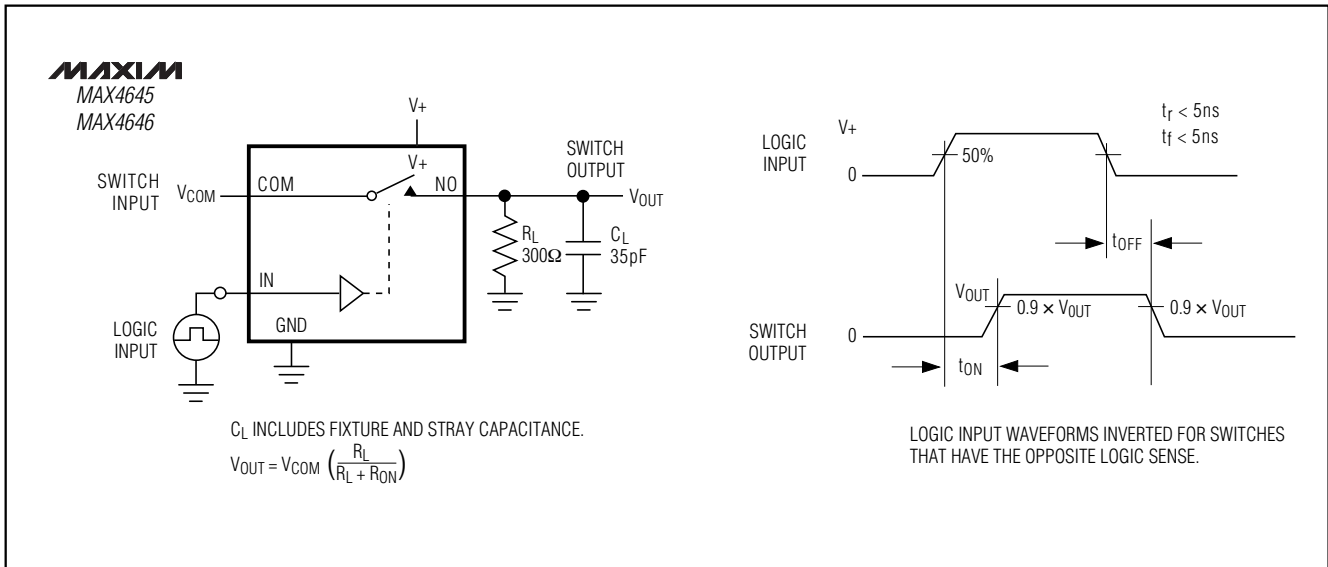 MAXIM
MAX4645
MAX4646
V+
V+
SWITCH
INPUT
VCOM
COM
NO
SWITCH
OUTPUT
VOUT
RL
300Ω
CL
35pF
IN
LOGIC
INPUT
GND
CL INCLUDES FIXTURE AND STRAY CAPACITANCE.
VOUT = VCOM (RL / RL + RON)
LOGIC
INPUT
V+
0
50%
tr < 5ns
tf < 5ns
tOFF
SWITCH
OUTPUT
VOUT
0
0.9 × VOUT
0.9 × VOUT
tON
LOGIC INPUT WAVEFORMS INVERTED FOR SWITCHES
THAT HAVE THE OPPOSITE LOGIC SENSE.